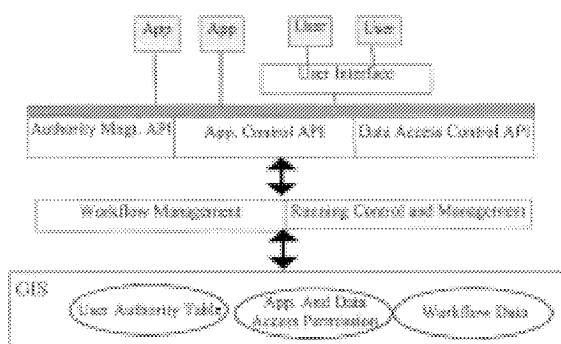 App
App
User
User
User Interface
Authority Magt. API
App. Control API
Data Access Control API
Workflow Management
Running Control and Management
GIS
User Authority Table
App. And Data
Access Permission
Workflow Data